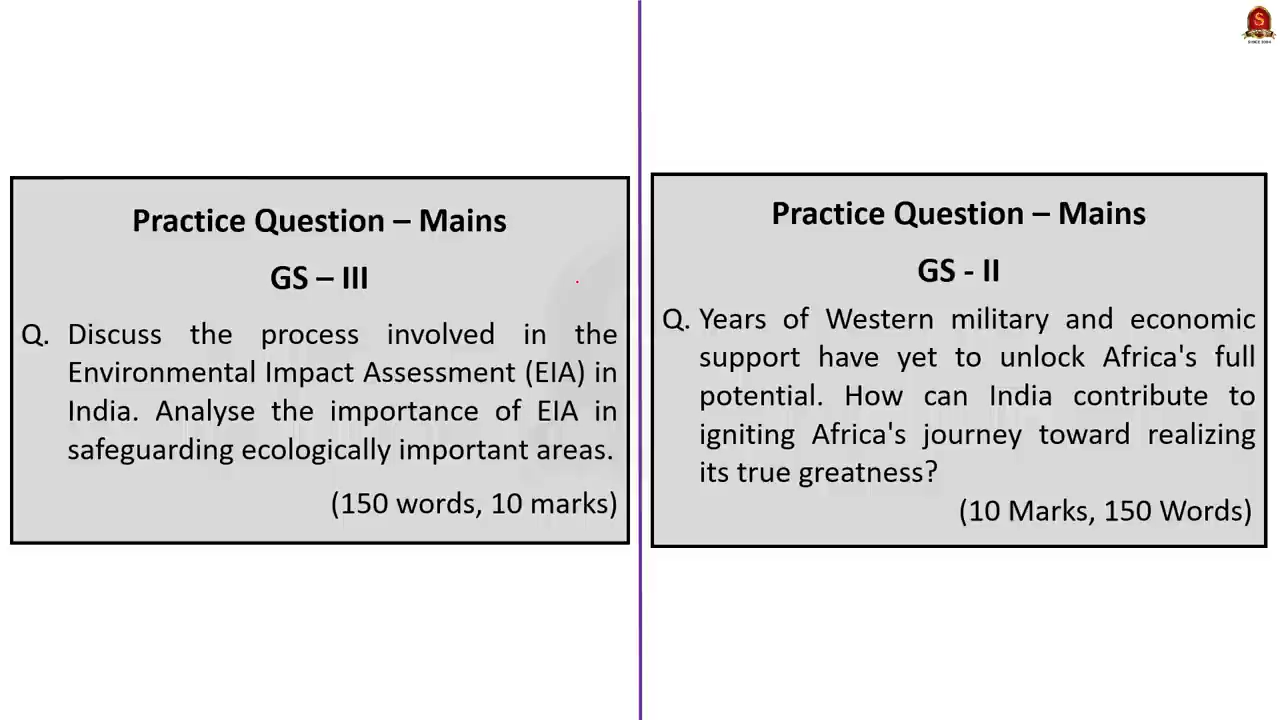 Practice Question – Mains
GS – III
Q. Discuss the process involved in the
Environmental Impact Assessment (EIA) in
India. Analyse the importance of EIA in
safeguarding ecologically important areas.
(150 words, 10 marks)
Practice Question – Mains
GS - II
Q. Years of Western military and economic
support have yet to unlock Africa's full
potential. How can India contribute to
igniting Africa's journey toward realizing
its true greatness?
(10 Marks, 150 Words)
S
SINCE 2004